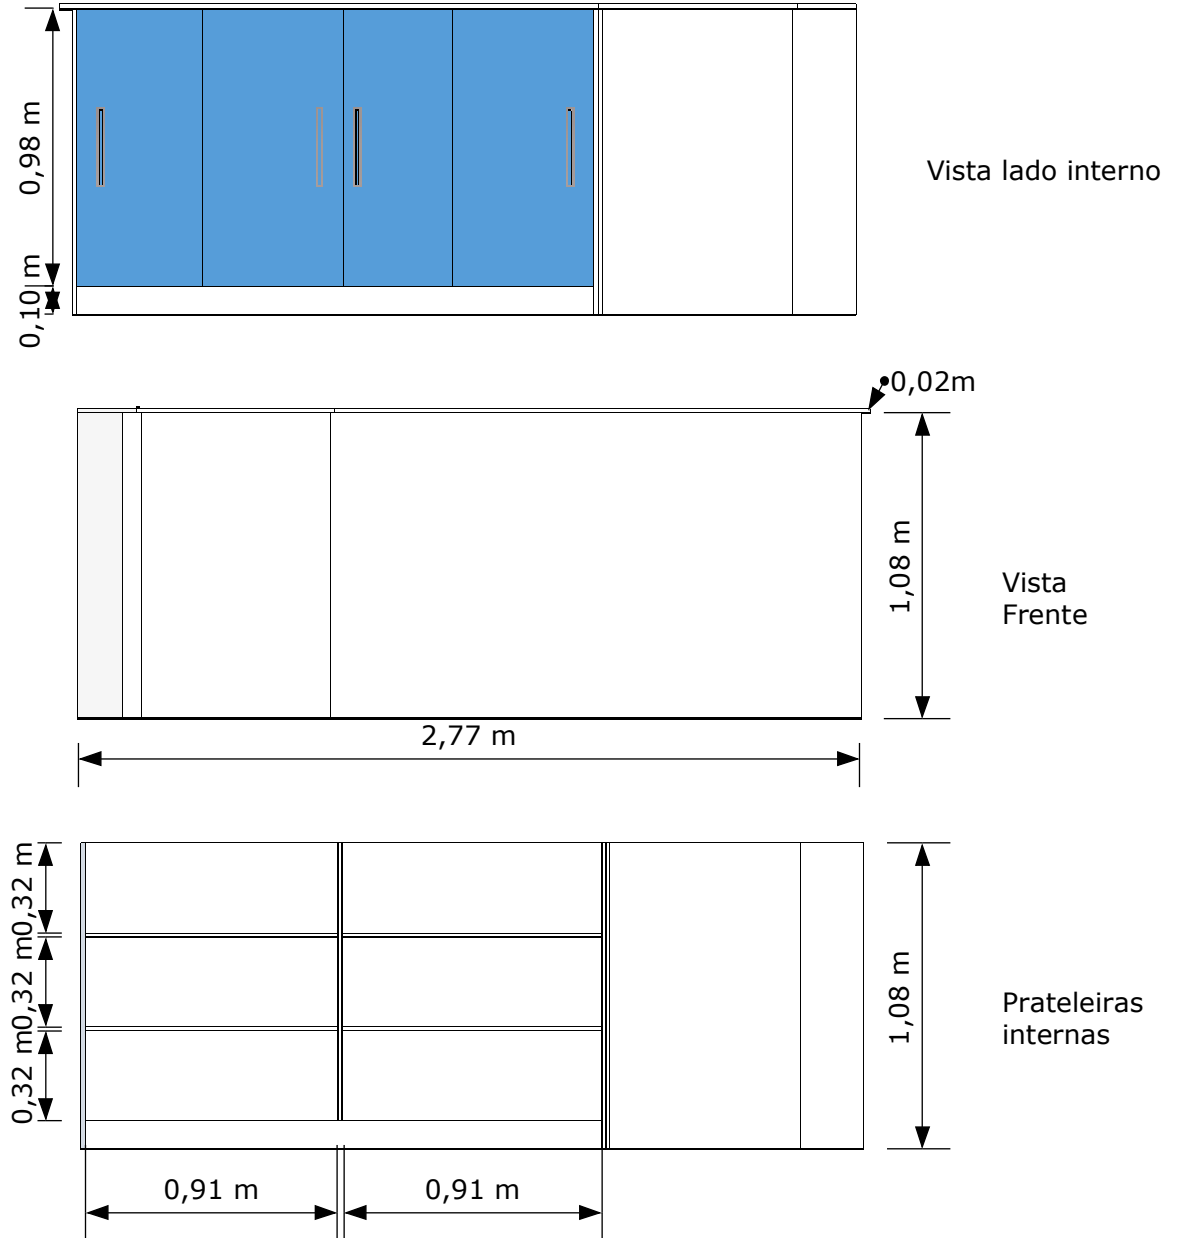 0,98 m
0,10 m
Vista lado interno
0,02m
1,08 m
Vista
Frente
2,77 m
0,32 m
0,32 m
0,32 m
1,08 m
Prateleiras
internas
0,91 m
0,91 m